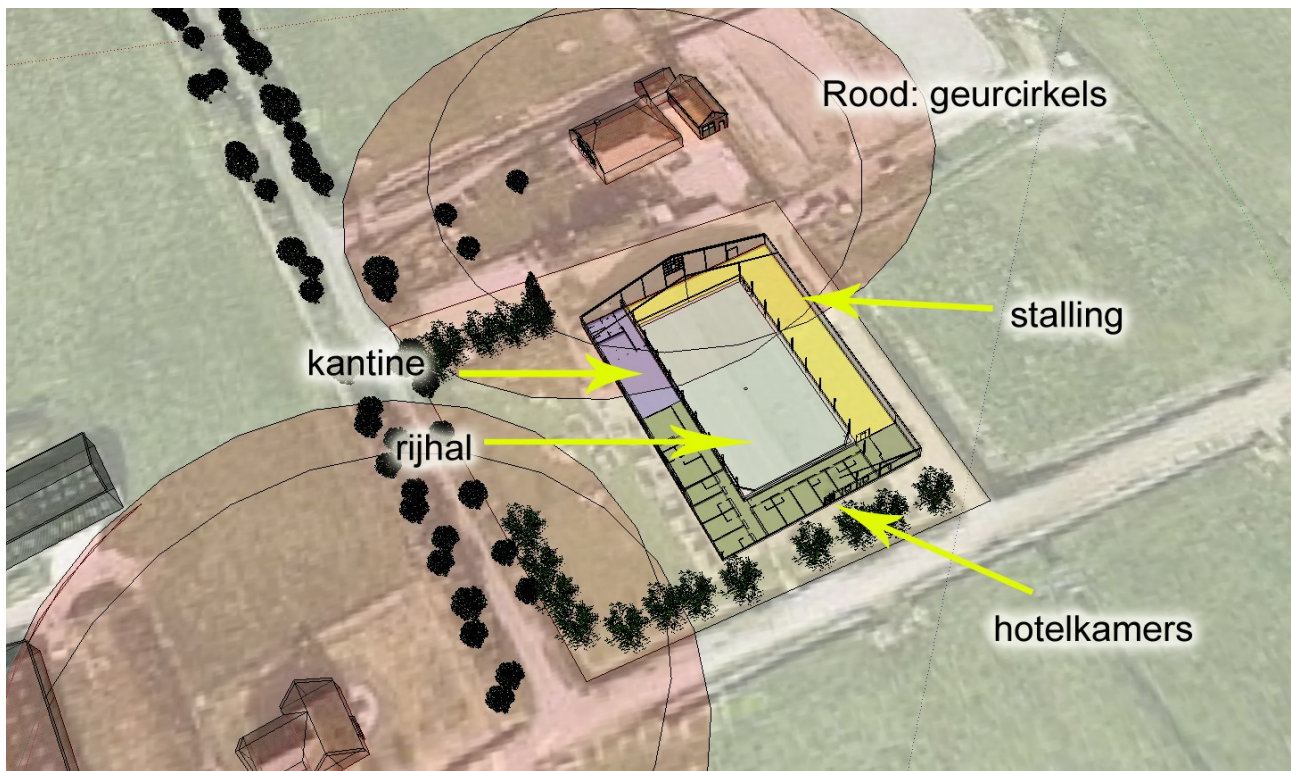 Rood: geurcirkels
stalling
kantine
rijhal
hotelkamers